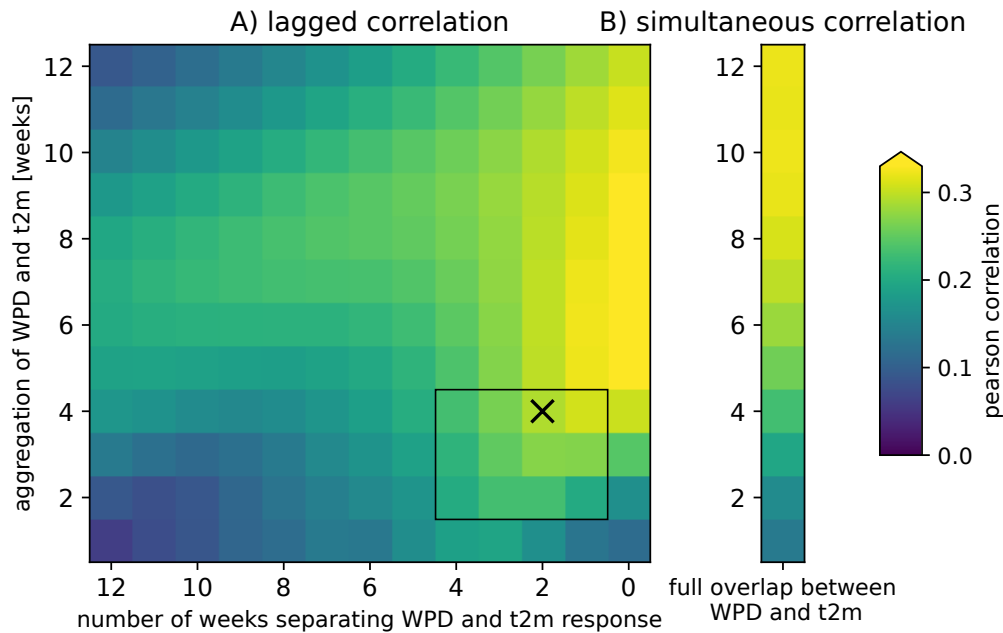 A) lagged correlation
B) simultaneous correlation
aggregation of WPD and t2m [weeks]
12
10
8
6
4
2
12 10 8 6 4 2 0
number of weeks separating WPD and t2m response
12
10
8
6
4
2
full overlap between
WPD and t2m
0.3
0.2
0.1
0.0
pearson correlation